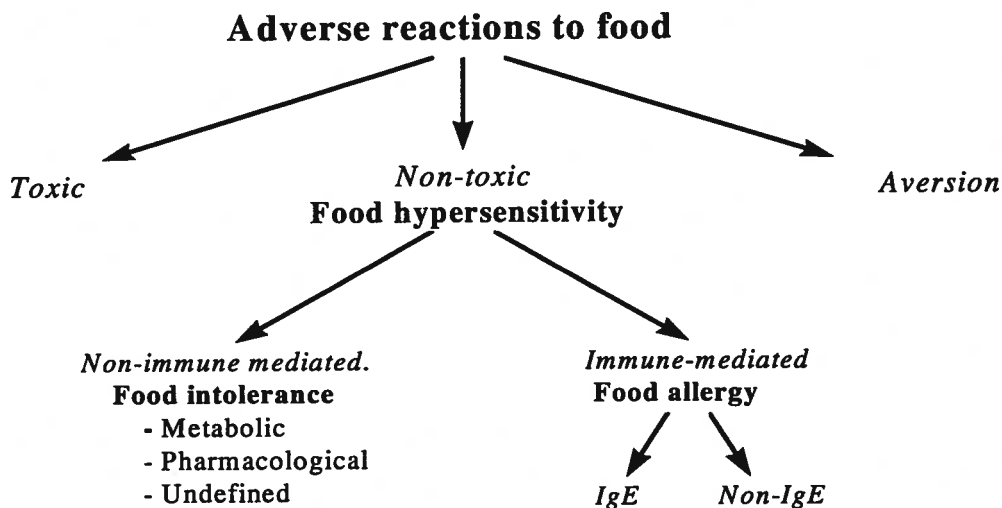 Adverse reactions to food
Toxic
Non-toxic
Food hypersensitivity
Aversion
Non-immune mediated.
Food intolerance
- Metabolic
- Pharmacological
- Undefined
Immune-mediated
Food allergy
IgE
Non-IgE